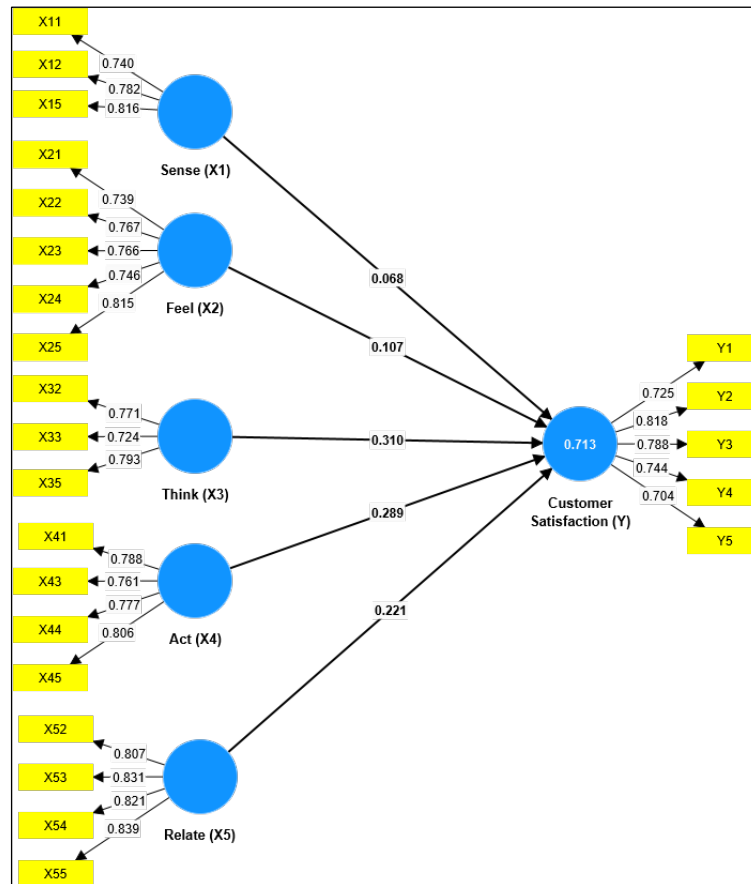 X11
0.740
X12
0.782
X15
0.816
Sense (X1)
X21
0.739
X22
0.767
X23
0.766
X24
0.746
X25
0.815
Feel (X2)
X32
0.771
X33
0.724
X35
0.793
Think (X3)
X41
0.788
X43
0.761
X44
0.777
X45
0.806
Act (X4)
X52
0.807
X53
0.831
X54
0.821
X55
0.839
Relate (X5)
0.068
0.107
0.310
0.289
0.221
0.713
Customer
Satisfaction (Y)
Y1
0.725
Y2
0.818
Y3
0.788
Y4
0.744
Y5
0.704